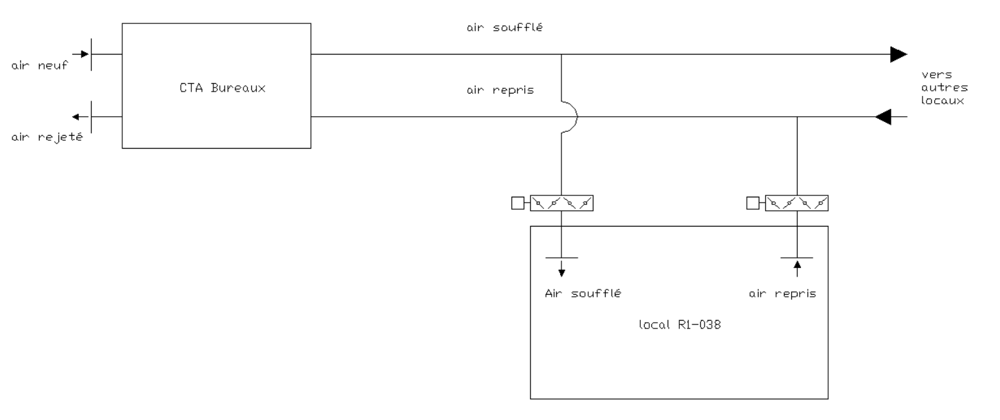 air soufflé
air neuf
CTA Bureaux
air repris
vers
autres
locaux
air rejeté
Air soufflé
air repris
local R1-038